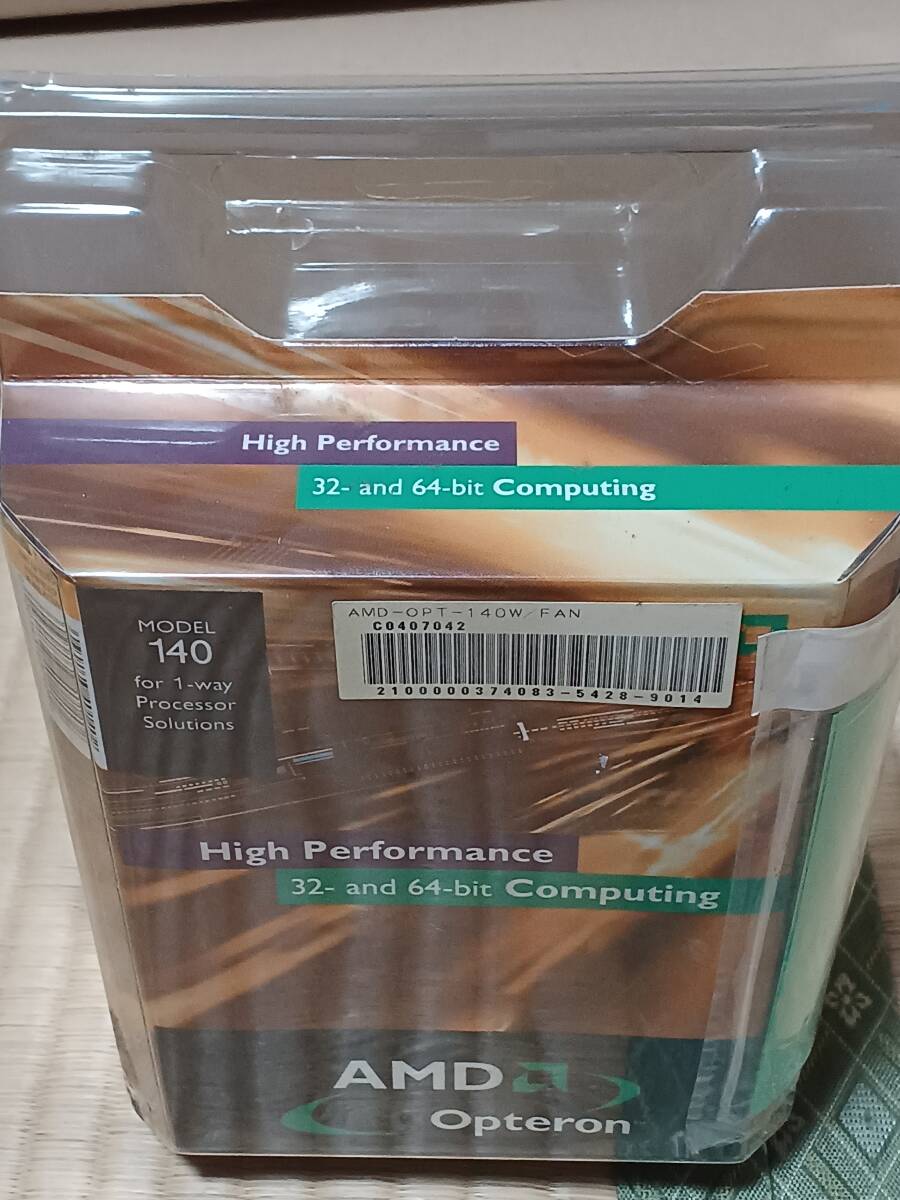 High Performance
32- and 64-bit Computing
MODEL
140
for 1-way
Processor
Solutions
AMD-OPT-140W/FAN
C0407042
2100000374083-5428-9014
High Performance
32- and 64-bit Computing
AMD
Opteron